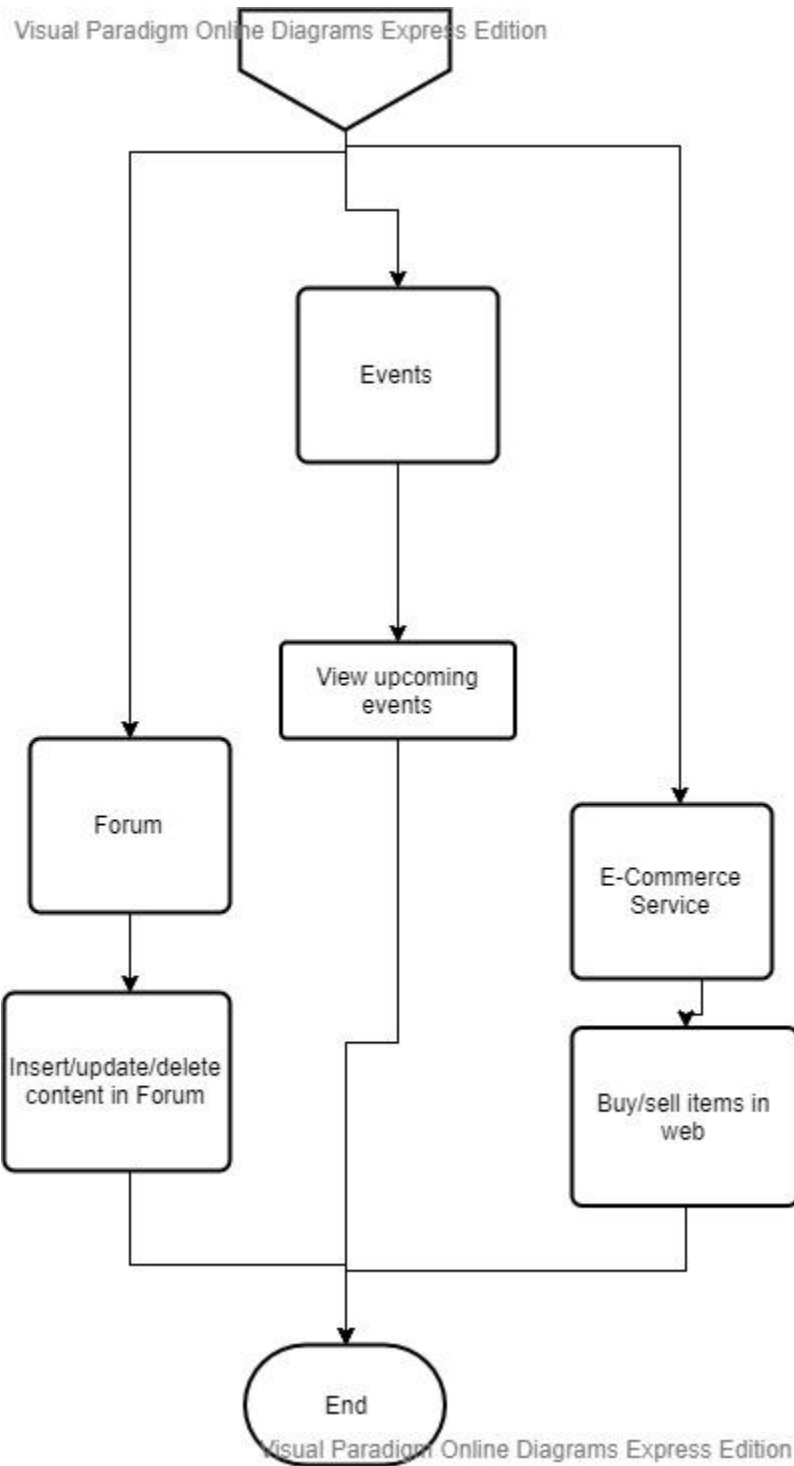 Visual Paradigm Online Diagrams Express Edition
Events
View upcoming
events
Forum
E-Commerce
Service
Insert/update/delete
content in Forum
Buy/sell items in
web
End
Visual Paradigm Online Diagrams Express Edition